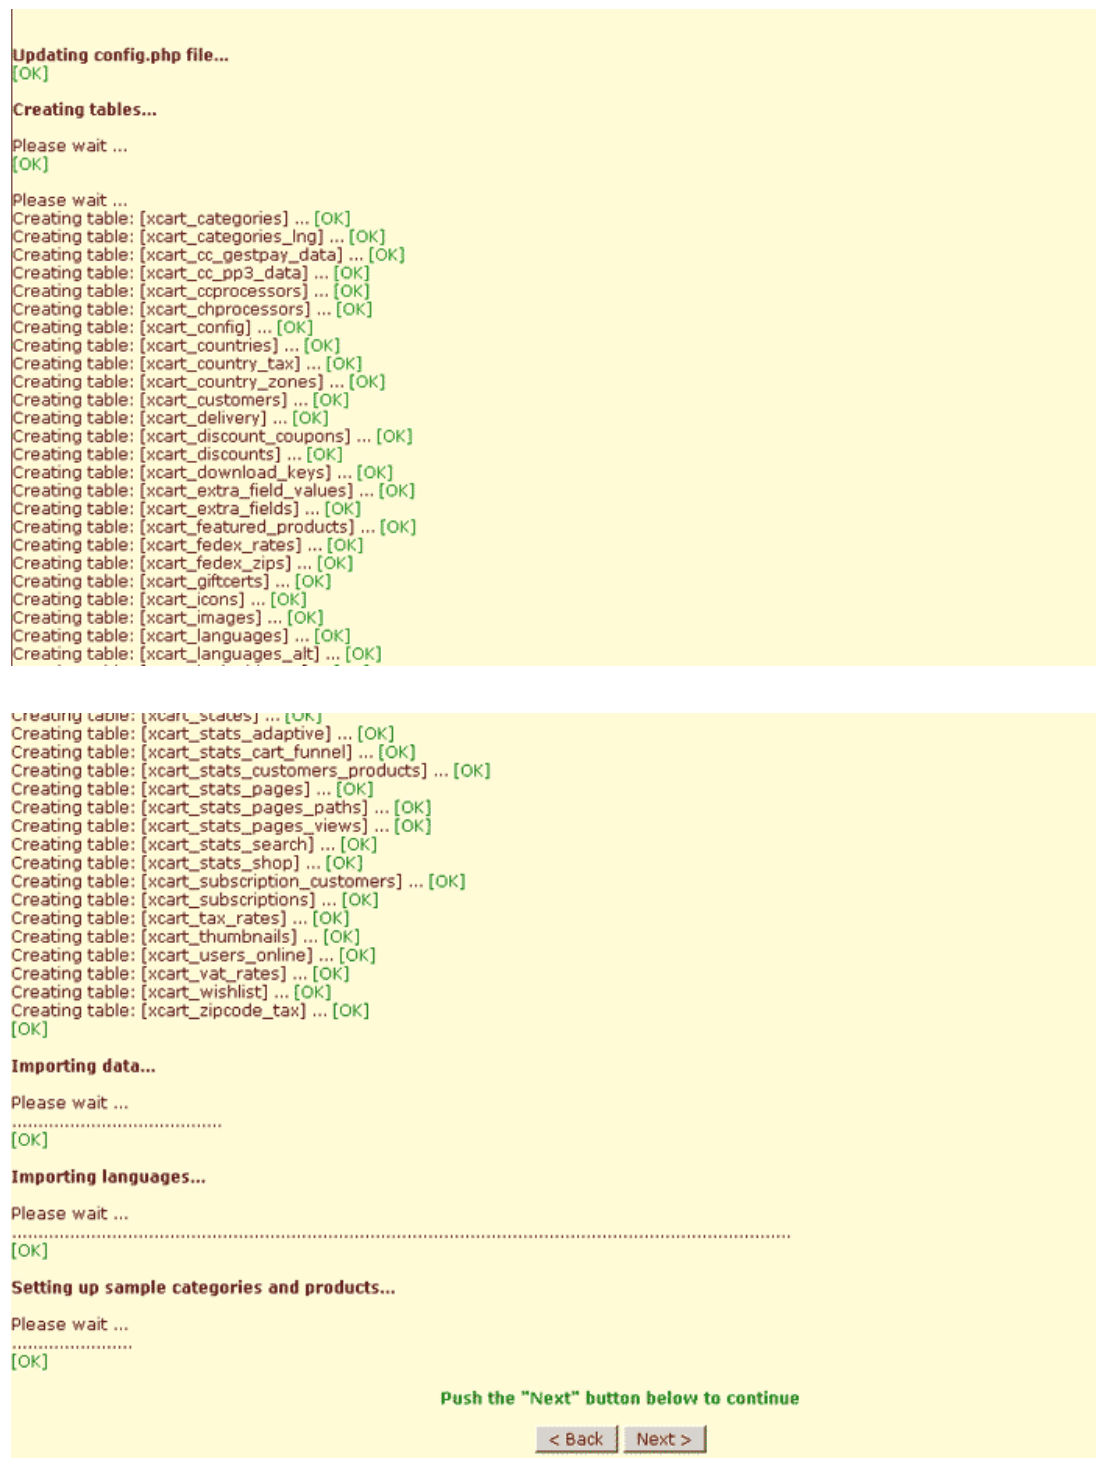 Updating config.php file...
[OK]
Creating tables...
Please wait ...
[OK]
Please wait ...
Creating table: [xcart_categories] ... [OK]
Creating table: [xcart_categories_lng] ... [OK]
Creating table: [xcart_cc_gestpay_data] ... [OK]
Creating table: [xcart_cc_pp3_data] ... [OK]
Creating table: [xcart_ccprocessors] ... [OK]
Creating table: [xcart_chprocessors] ... [OK]
Creating table: [xcart_config] ... [OK]
Creating table: [xcart_countries] ... [OK]
Creating table: [xcart_country_tax] ... [OK]
Creating table: [xcart_country_zones] ... [OK]
Creating table: [xcart_customers] ... [OK]
Creating table: [xcart_delivery] ... [OK]
Creating table: [xcart_discount_coupons] ... [OK]
Creating table: [xcart_discounts] ... [OK]
Creating table: [xcart_download_keys] ... [OK]
Creating table: [xcart_extra_field_values] ... [OK]
Creating table: [xcart_extra_fields] ... [OK]
Creating table: [xcart_featured_products] ... [OK]
Creating table: [xcart_fedex_rates] ... [OK]
Creating table: [xcart_fedex_zips] ... [OK]
Creating table: [xcart_giftcerts] ... [OK]
Creating table: [xcart_icons] ... [OK]
Creating table: [xcart_images] ... [OK]
Creating table: [xcart_languages] ... [OK]
Creating table: [xcart_languages_alt] ... [OK]
Creating table: [xcart_states] ... [OK]
Creating table: [xcart_stats_adaptive] ... [OK]
Creating table: [xcart_stats_cart_funnel] ... [OK]
Creating table: [xcart_stats_customers_products] ... [OK]
Creating table: [xcart_stats_pages] ... [OK]
Creating table: [xcart_stats_pages_paths] ... [OK]
Creating table: [xcart_stats_pages_views] ... [OK]
Creating table: [xcart_stats_search] ... [OK]
Creating table: [xcart_stats_shop] ... [OK]
Creating table: [xcart_subscription_customers] ... [OK]
Creating table: [xcart_subscriptions] ... [OK]
Creating table: [xcart_tax_rates] ... [OK]
Creating table: [xcart_thumbnails] ... [OK]
Creating table: [xcart_users_online] ... [OK]
Creating table: [xcart_vat_rates] ... [OK]
Creating table: [xcart_wishlist] ... [OK]
Creating table: [xcart_zipcode_tax] ... [OK]
[OK]
Importing data...
Please wait ...
........................................
[OK]
Importing languages...
Please wait ...
....................................................................................................................................................
[OK]
Setting up sample categories and products...
Please wait ...
.......................
[OK]
Push the "Next" button below to continue
< Back Next >